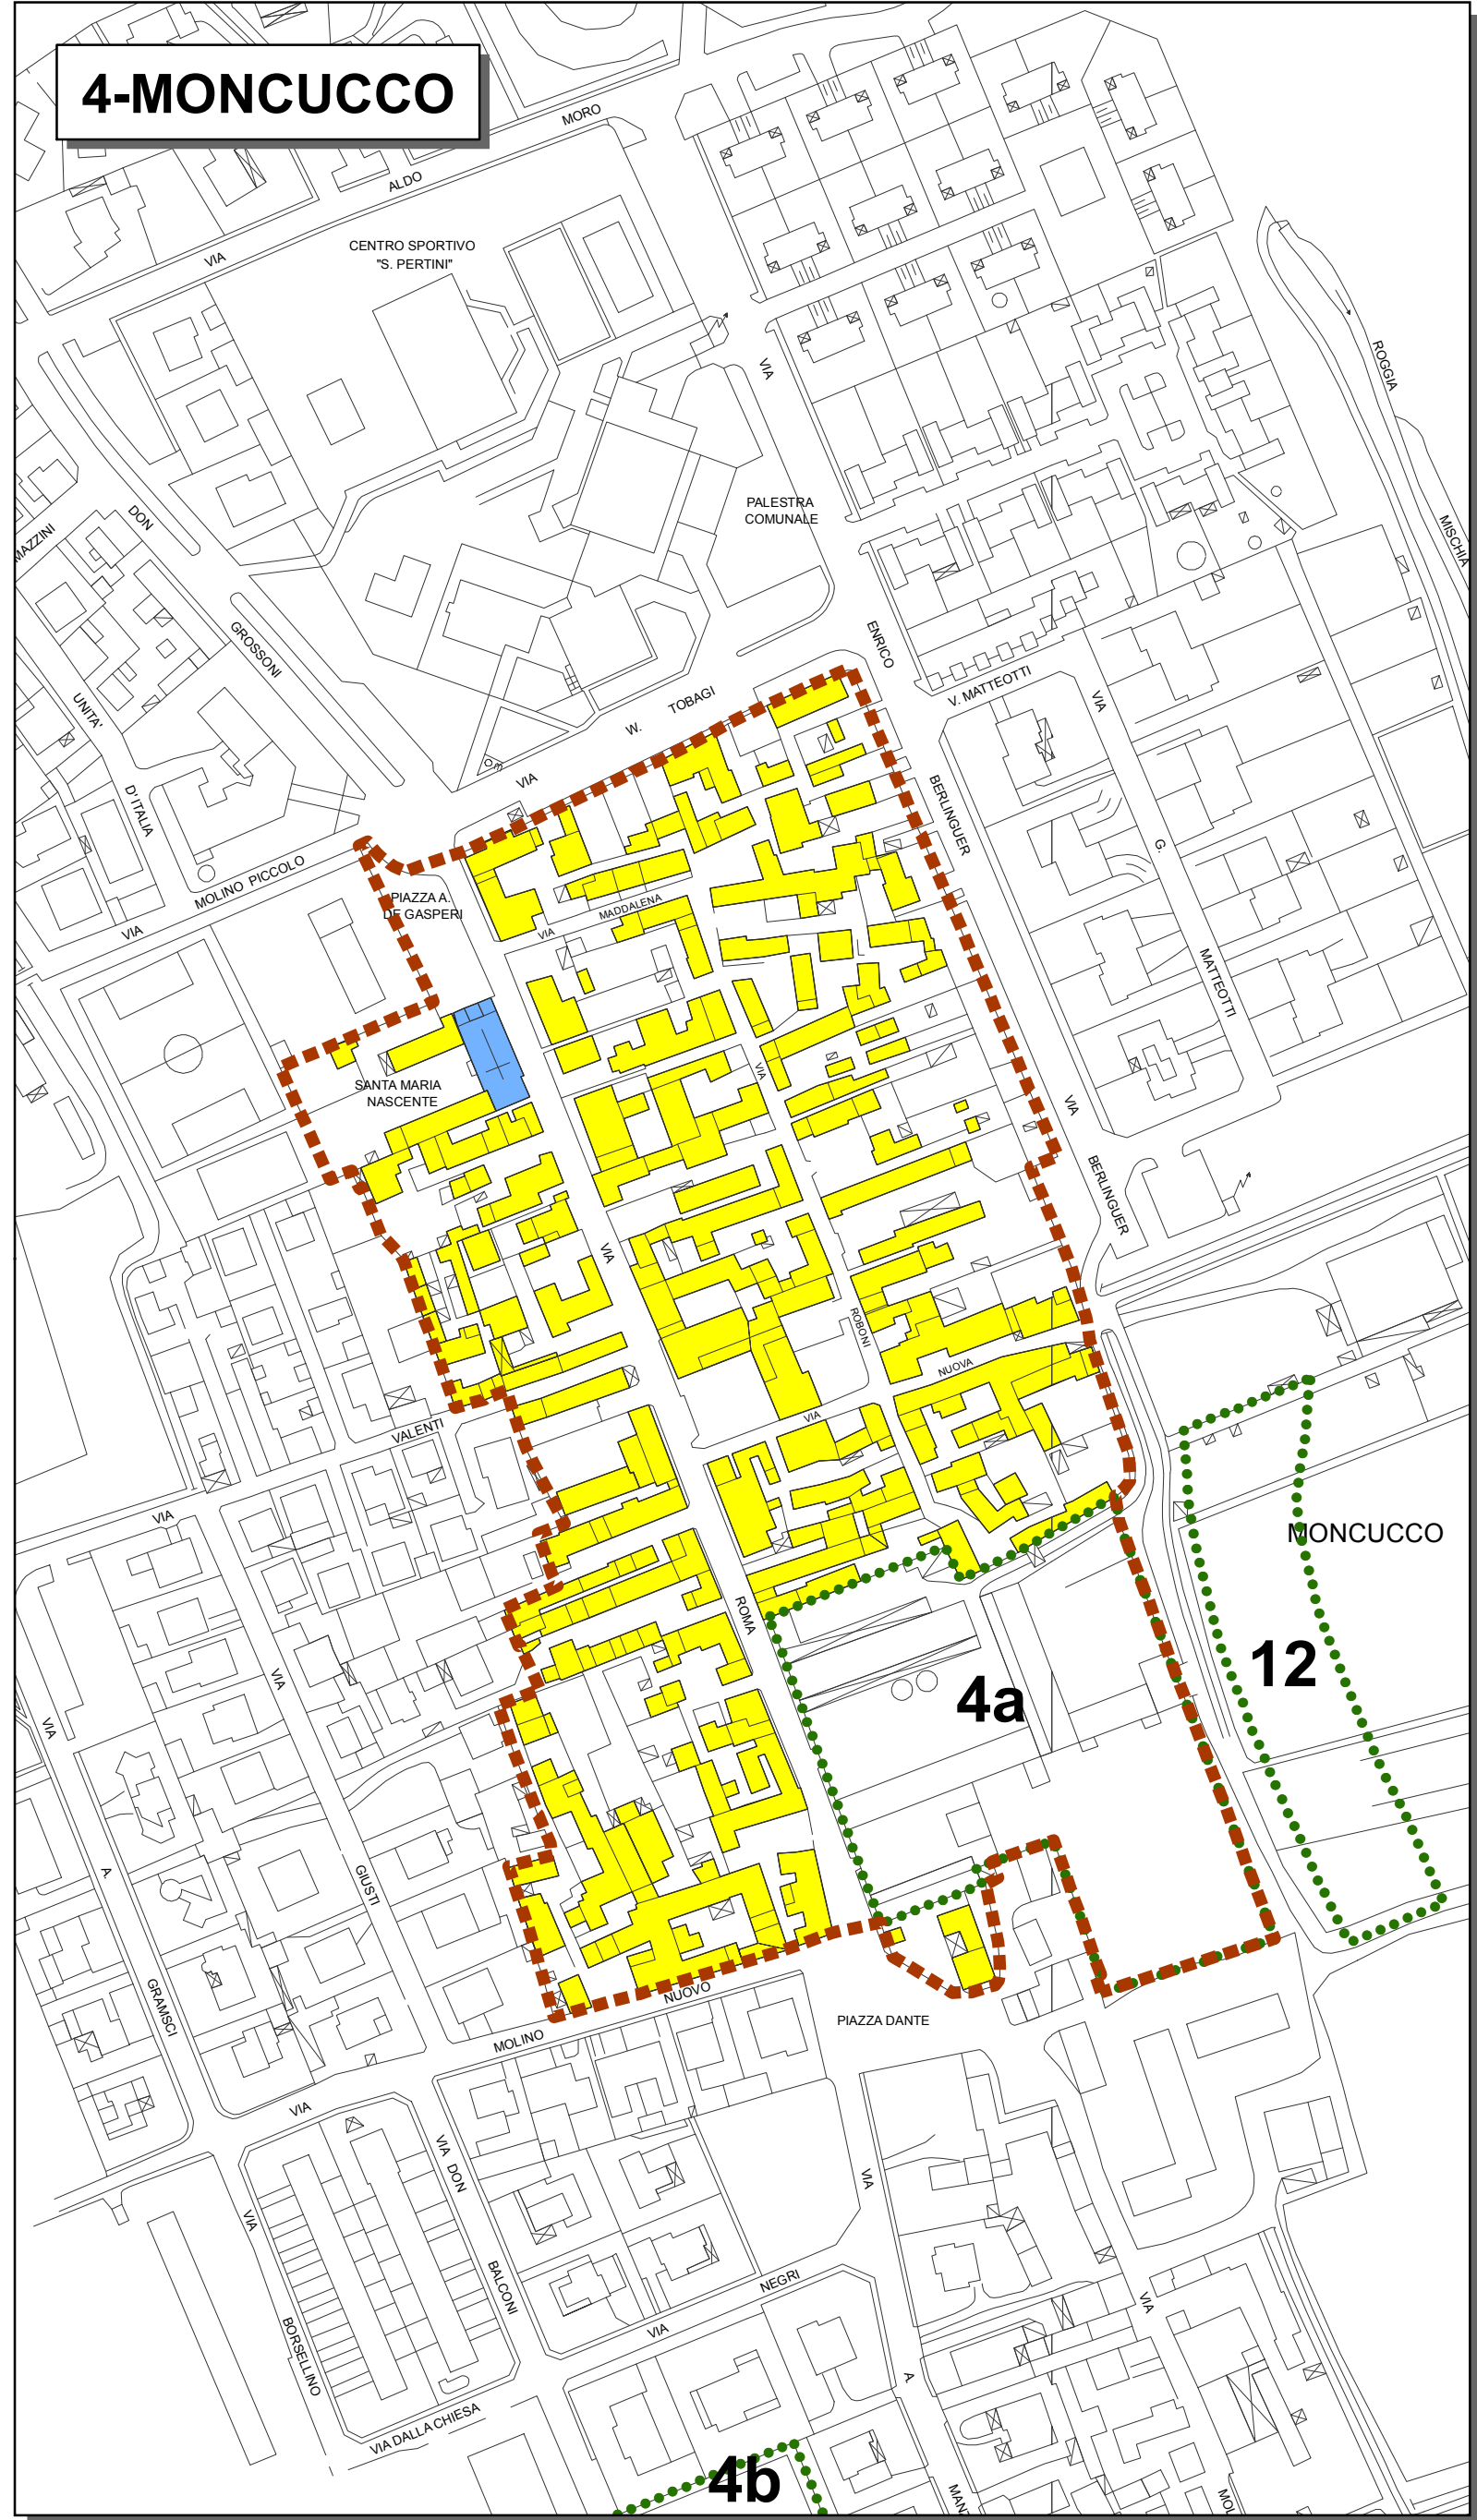 4-MONCUCCO
MORO
ALDO
VIA
CENTRO SPORTIVO
"S. PERTINI"
VIA
ROGGIA
PALESTRA
COMUNALE
MISCHIA
MAZZINI
DON
GROSSONI
ENRICO
V. MATTEOTTI
VIA
UNITA'
TOBAGI
W.
VIA
D'ITALIA
BERLINGUER
G.
MOLINO PICCOLO
VIA
PIAZZA A.
DE GASPERI
MADDALENA
VIA
MATTEOTTI
SANTA MARIA
NASCENTE
VIA
VIA
BERLINGUER
VIA
ROBONI
NUOVA
VIA
VALENTI
VIA
MONCUCCO
ROMA
12
4a
VIA
VIA
A.
GIUSTI
GRAMSCI
NUOVO
MOLINO
PIAZZA DANTE
VIA
VIA DON
VIA
VIA
BALCONI
NEGRI
VIA
VIA
BORSELLINO
A.
VIA DALLA CHIESA
4b